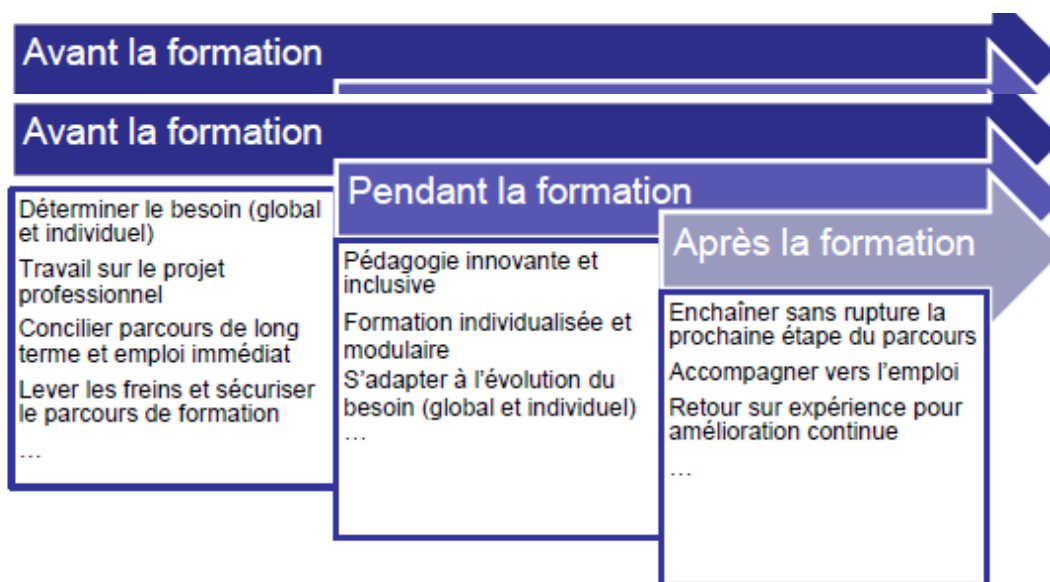 Avant la formation
Avant la formation
Déterminer le besoin (global
et individuel)
Travail sur le projet
professionnel
Concilier parcours de long
terme et emploi immédiat
Lever les freins et sécuriser
le parcours de formation
…
Pendant la formation
Pédagogie innovante et
inclusive
Formation individualisée et
modulaire
S’adapter à l’évolution du
besoin (global et individuel)
…
Après la formation
Enchaîner sans rupture la
prochaine étape du parcours
Accompagner vers l’emploi
Retour sur expérience pour
amélioration continue
…